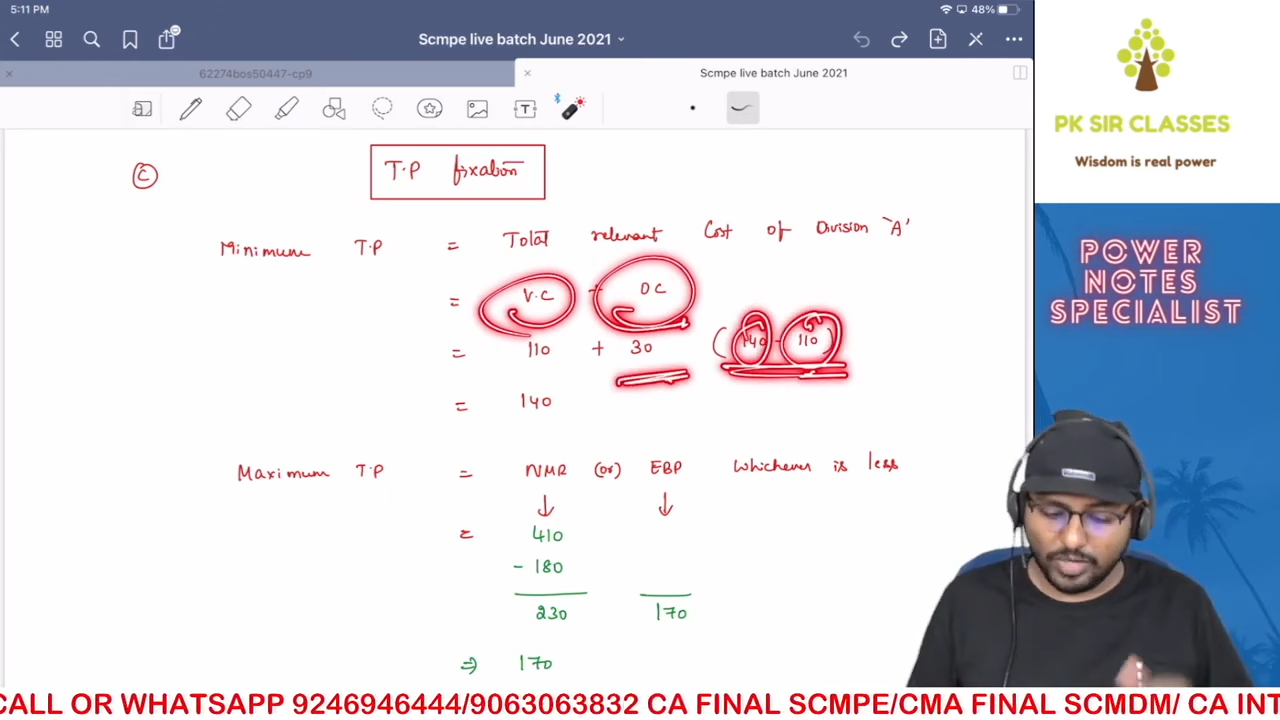 5:11 PM
48%
Scmpe live batch June 2021
62274bos50447-cp9
Scmpe live batch June 2021
T
PK SIR CLASSES
Wisdom is real power
POWER
NOTES
SPECIALIST
C
T.P fixation
Minimum T.P = Total relevant Cost of Division 'A'
= V.C + OC
= 110 + 30 (140 - 110)
= 140
Maximum T.P = NMR (or) EBP whichever is less
↓ ↓
= 410
- 180
230 170
⇒ 170
CALL OR WHATSAPP 9246946444/9063063832 CA FINAL SCMPE/CMA FINAL SCMDM/ CA INT